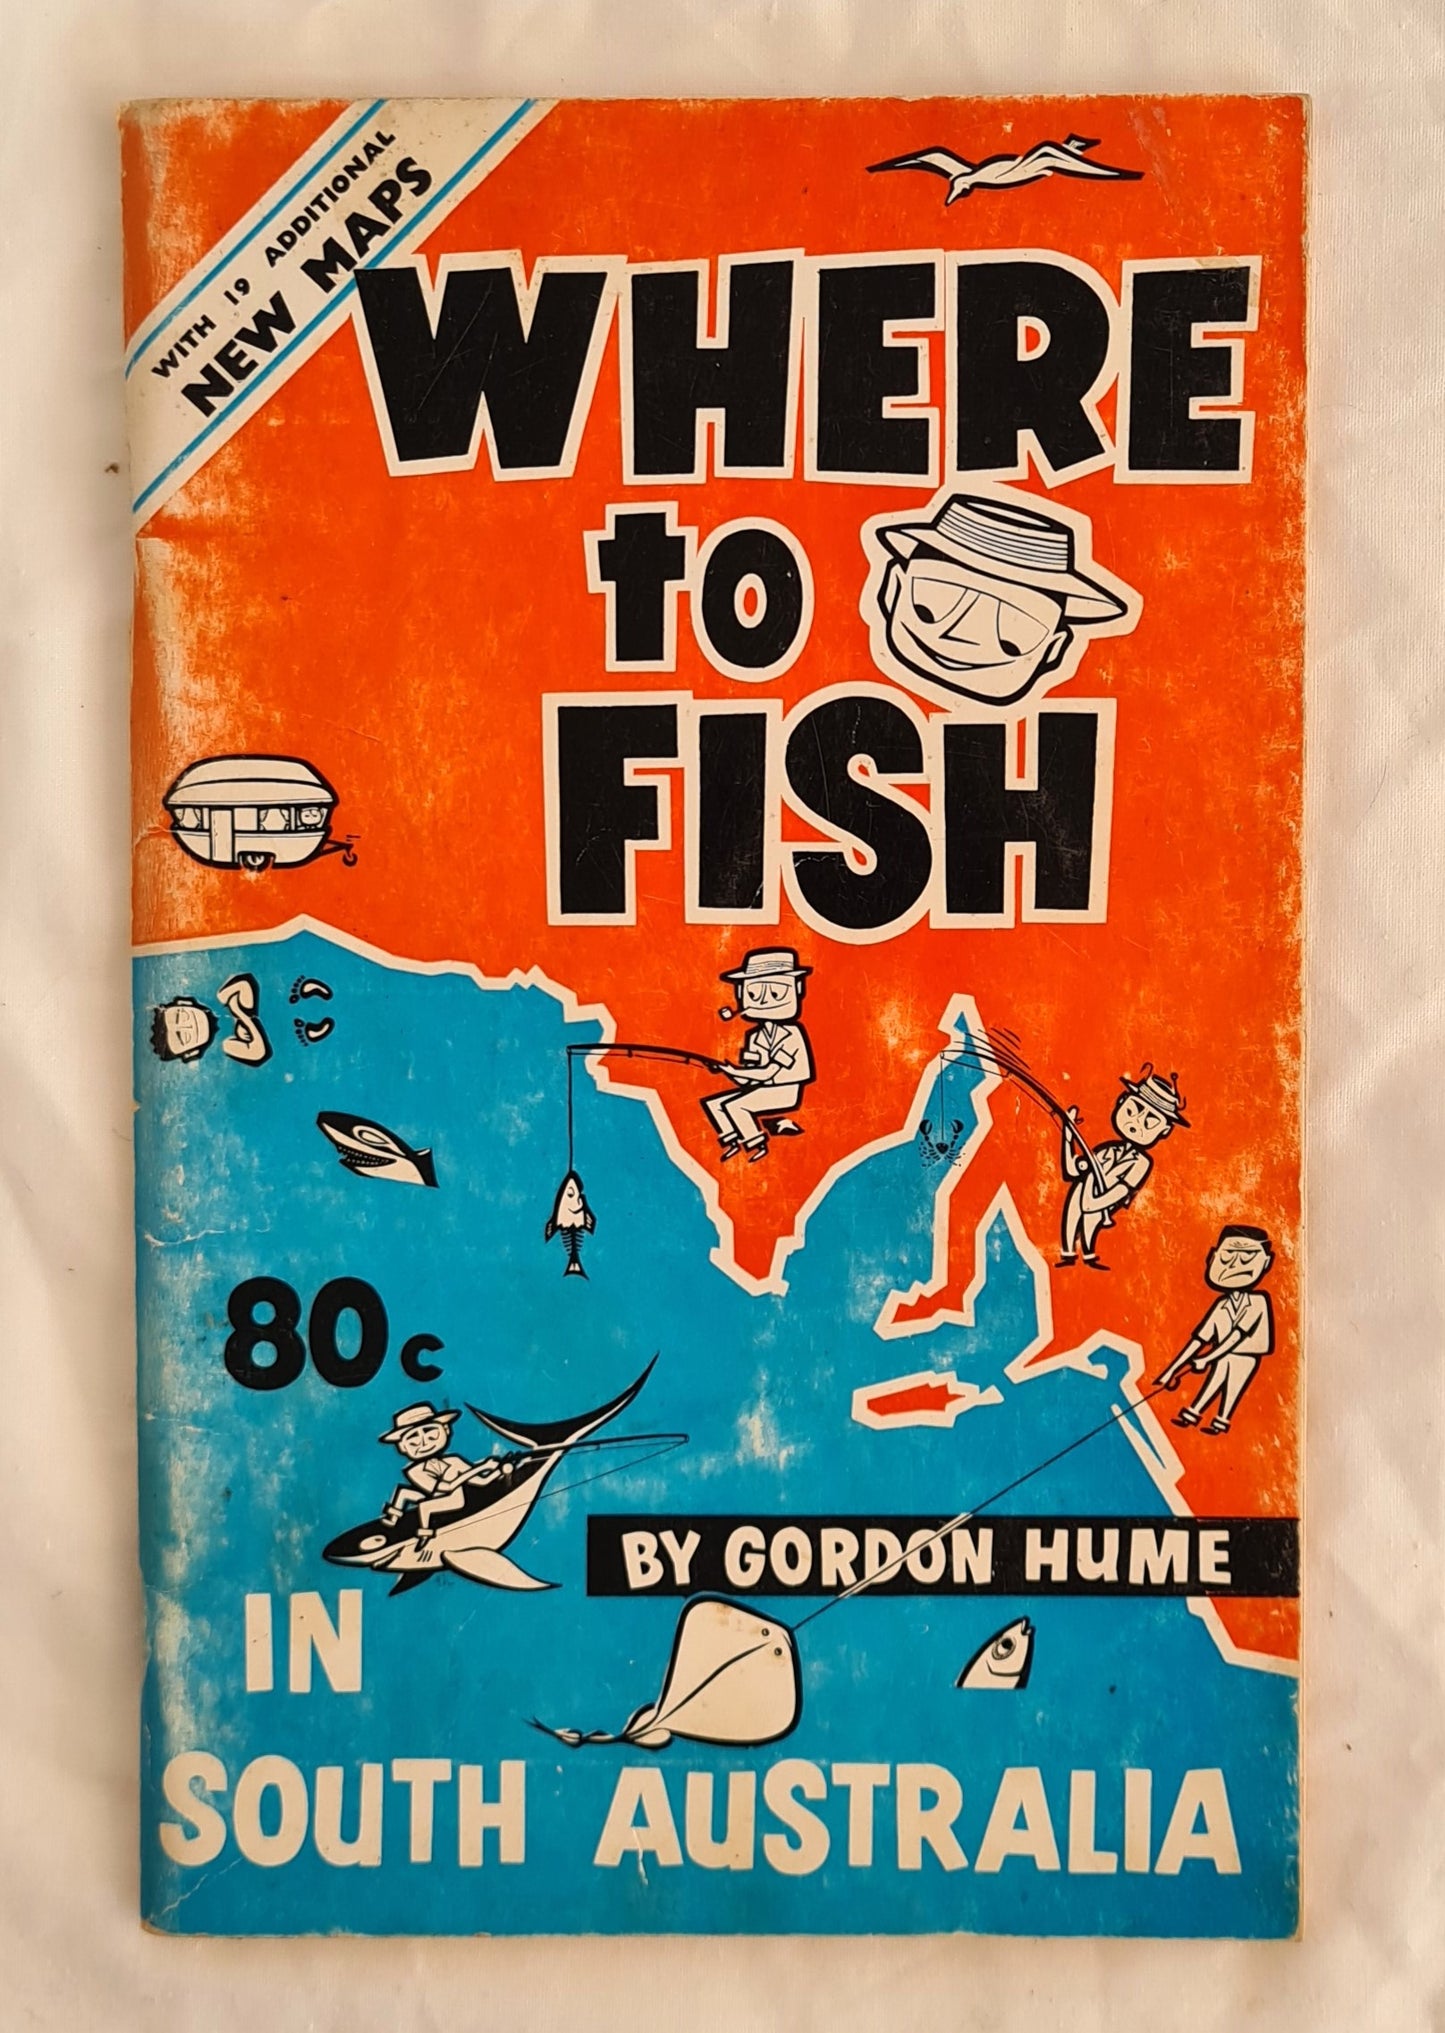 WITH 19 ADDITIONAL
NEW MAPS
WHERE
to
FISH
80c
BY GORDON HUME
IN
SOUTH AUSTRALIA